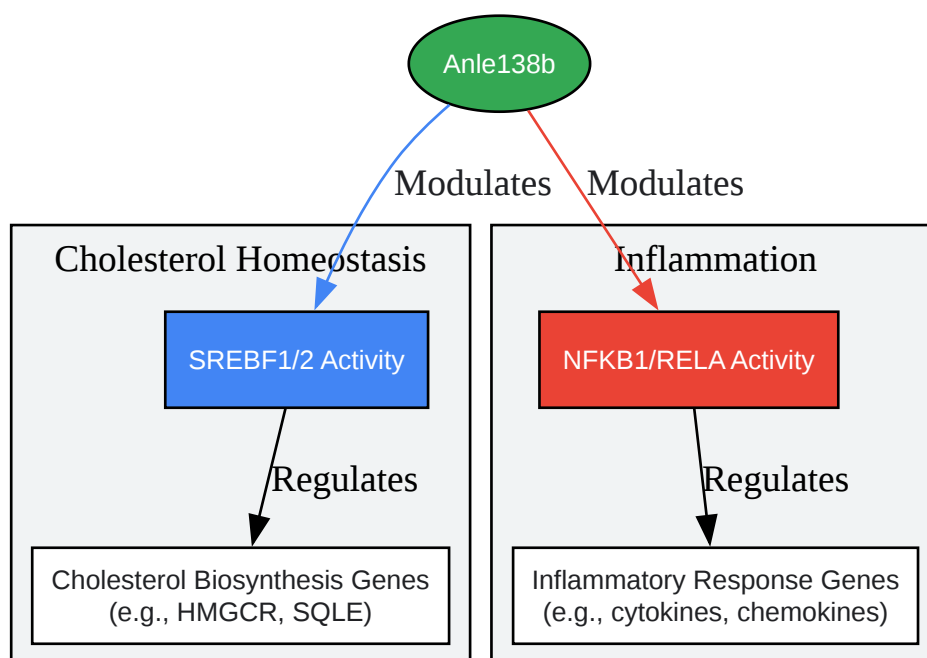 Anle138b
Modulates
Modulates
Cholesterol Homeostasis
Inflammation
SREBF1/2 Activity
NFKB1/RELA Activity
Regulates
Regulates
Cholesterol Biosynthesis Genes
(e.g., HMGCR, SQLE)
Inflammatory Response Genes
(e.g., cytokines, chemokines)